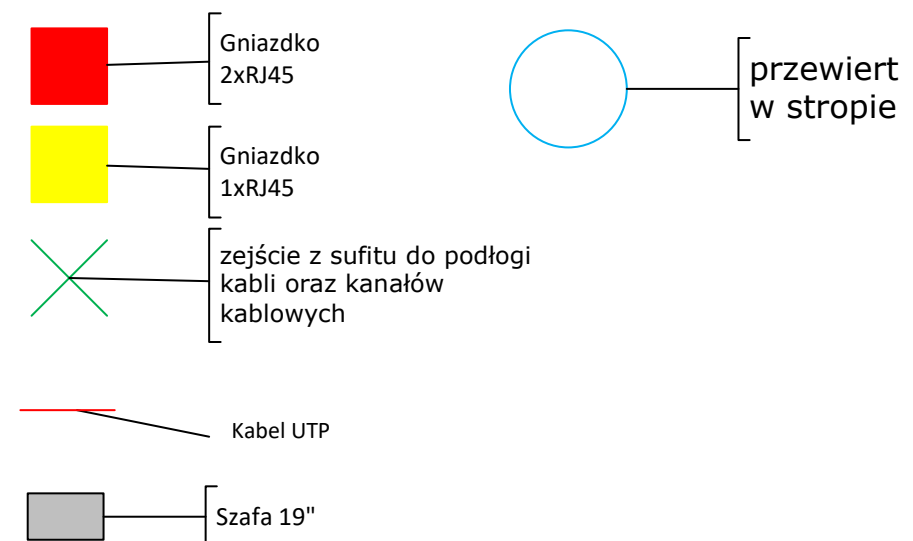 Gniazdko
2xRJ45
przewiert
w stropie
Gniazdko
1xRJ45
zejście z sufitu do podłogi
kabli oraz kanałów
kablowych
Kabel UTP
Szafa 19"